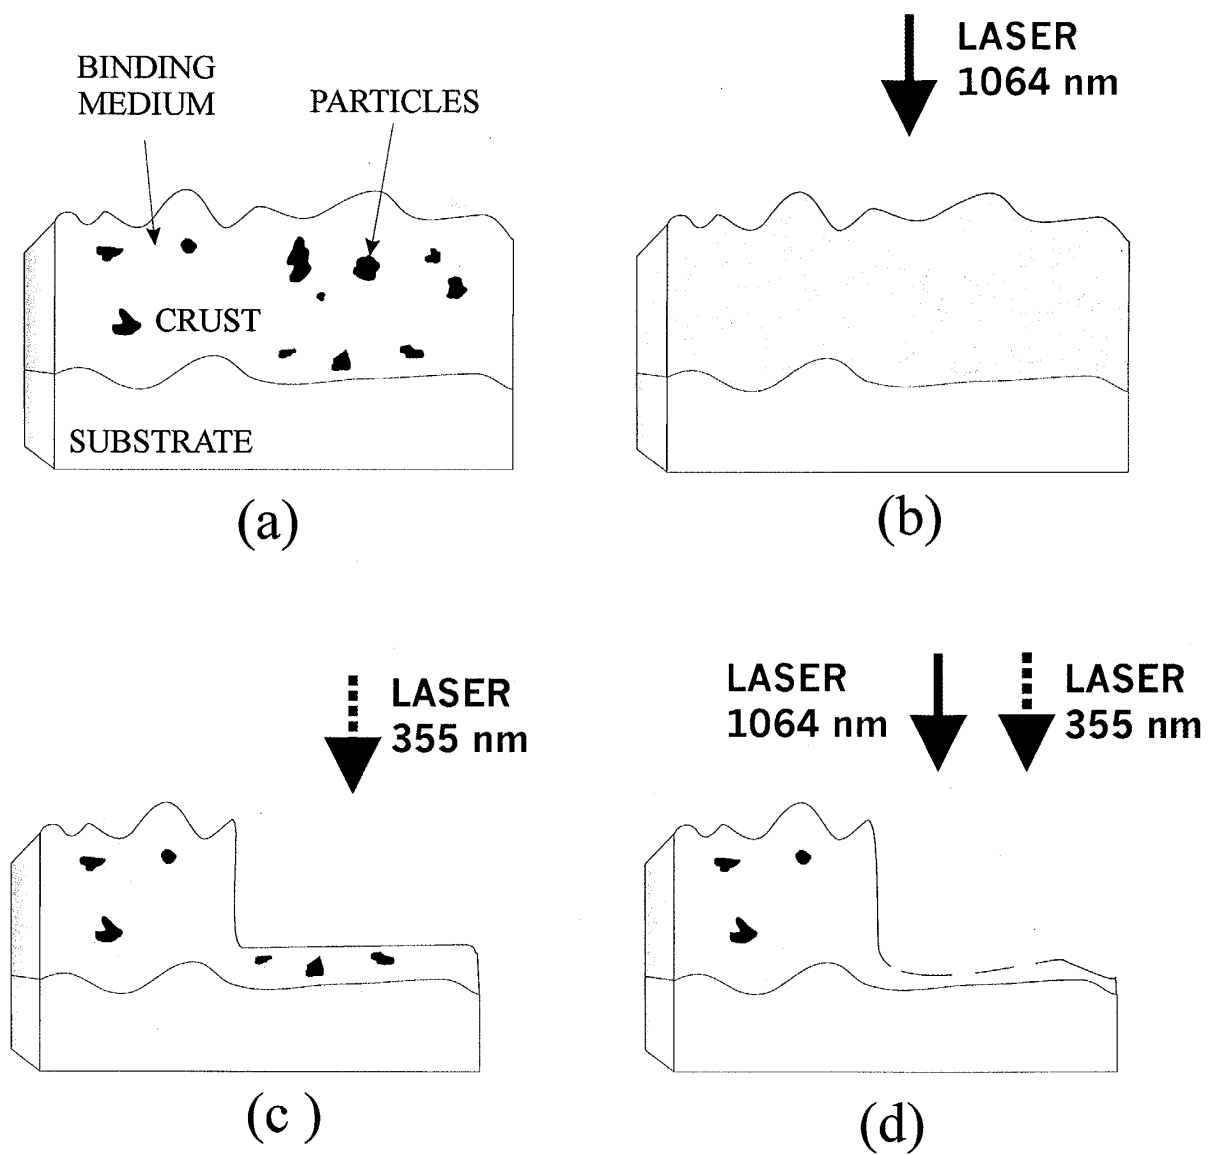 BINDING
MEDIUM
PARTICLES
CRUST
SUBSTRATE
(a)
LASER
1064 nm
(b)
LASER
355 nm
(c )
LASER
1064 nm
LASER
355 nm
(d)